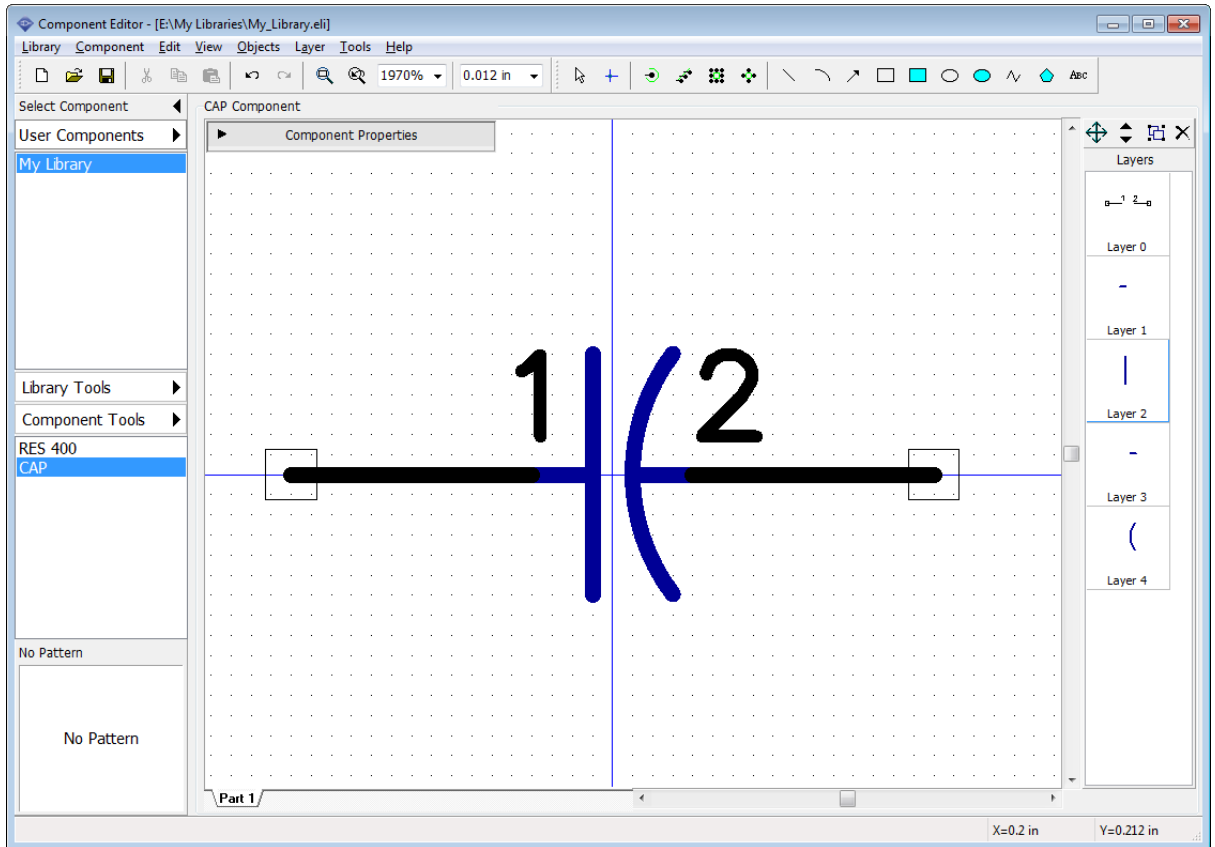 Component Editor - [E:\My Libraries\My_Library.eli]
Library Component Edit View Objects Layer Tools Help
1970% 0.012 in ABC
Select Component
CAP Component
User Components
Component Properties
My Library
Layers
1 2
Layer 0
Layer 1
1 2
Layer 2
Library Tools
Component Tools
RES 400
CAP
Layer 3
Layer 4
No Pattern
No Pattern
Part 1
X=0.2 in Y=0.212 in